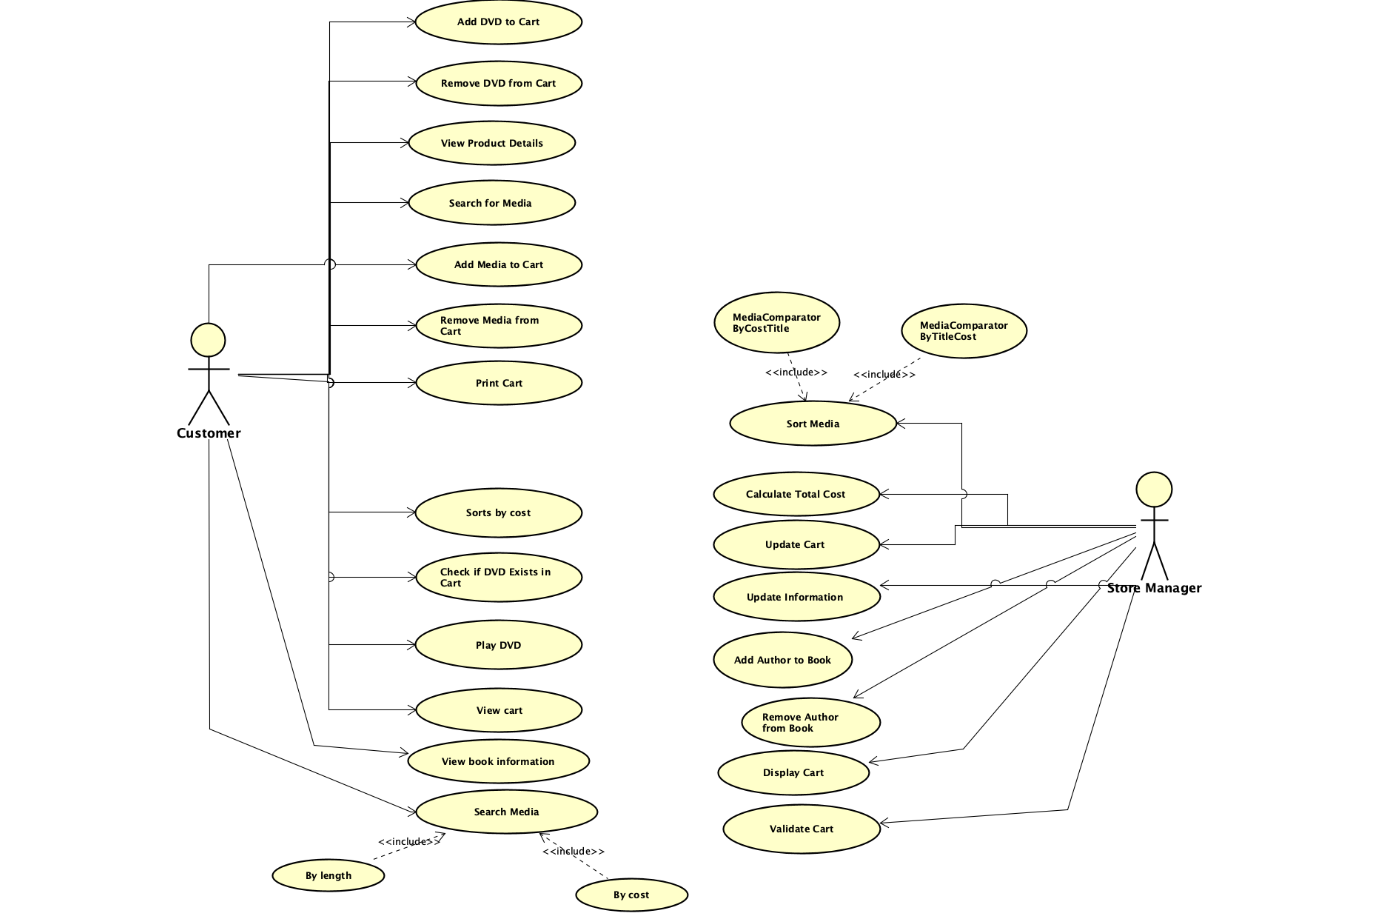 Add DVD to Cart
Remove DVD from Cart
View Product Details
Search for Media
Add Media to Cart
Remove Media from
Cart
Print Cart
Customer
Sorts by cost
Check if DVD Exists in
Cart
Play DVD
View cart
View book information
Search Media
<<include>>
<<include>>
By length
By cost
MediaComparator
ByCostTitle
MediaComparator
ByTitleCost
<<include>>
<<include>>
Sort Media
Calculate Total Cost
Update Cart
Update Information
Store Manager
Add Author to Book
Remove Author
from Book
Display Cart
Validate Cart